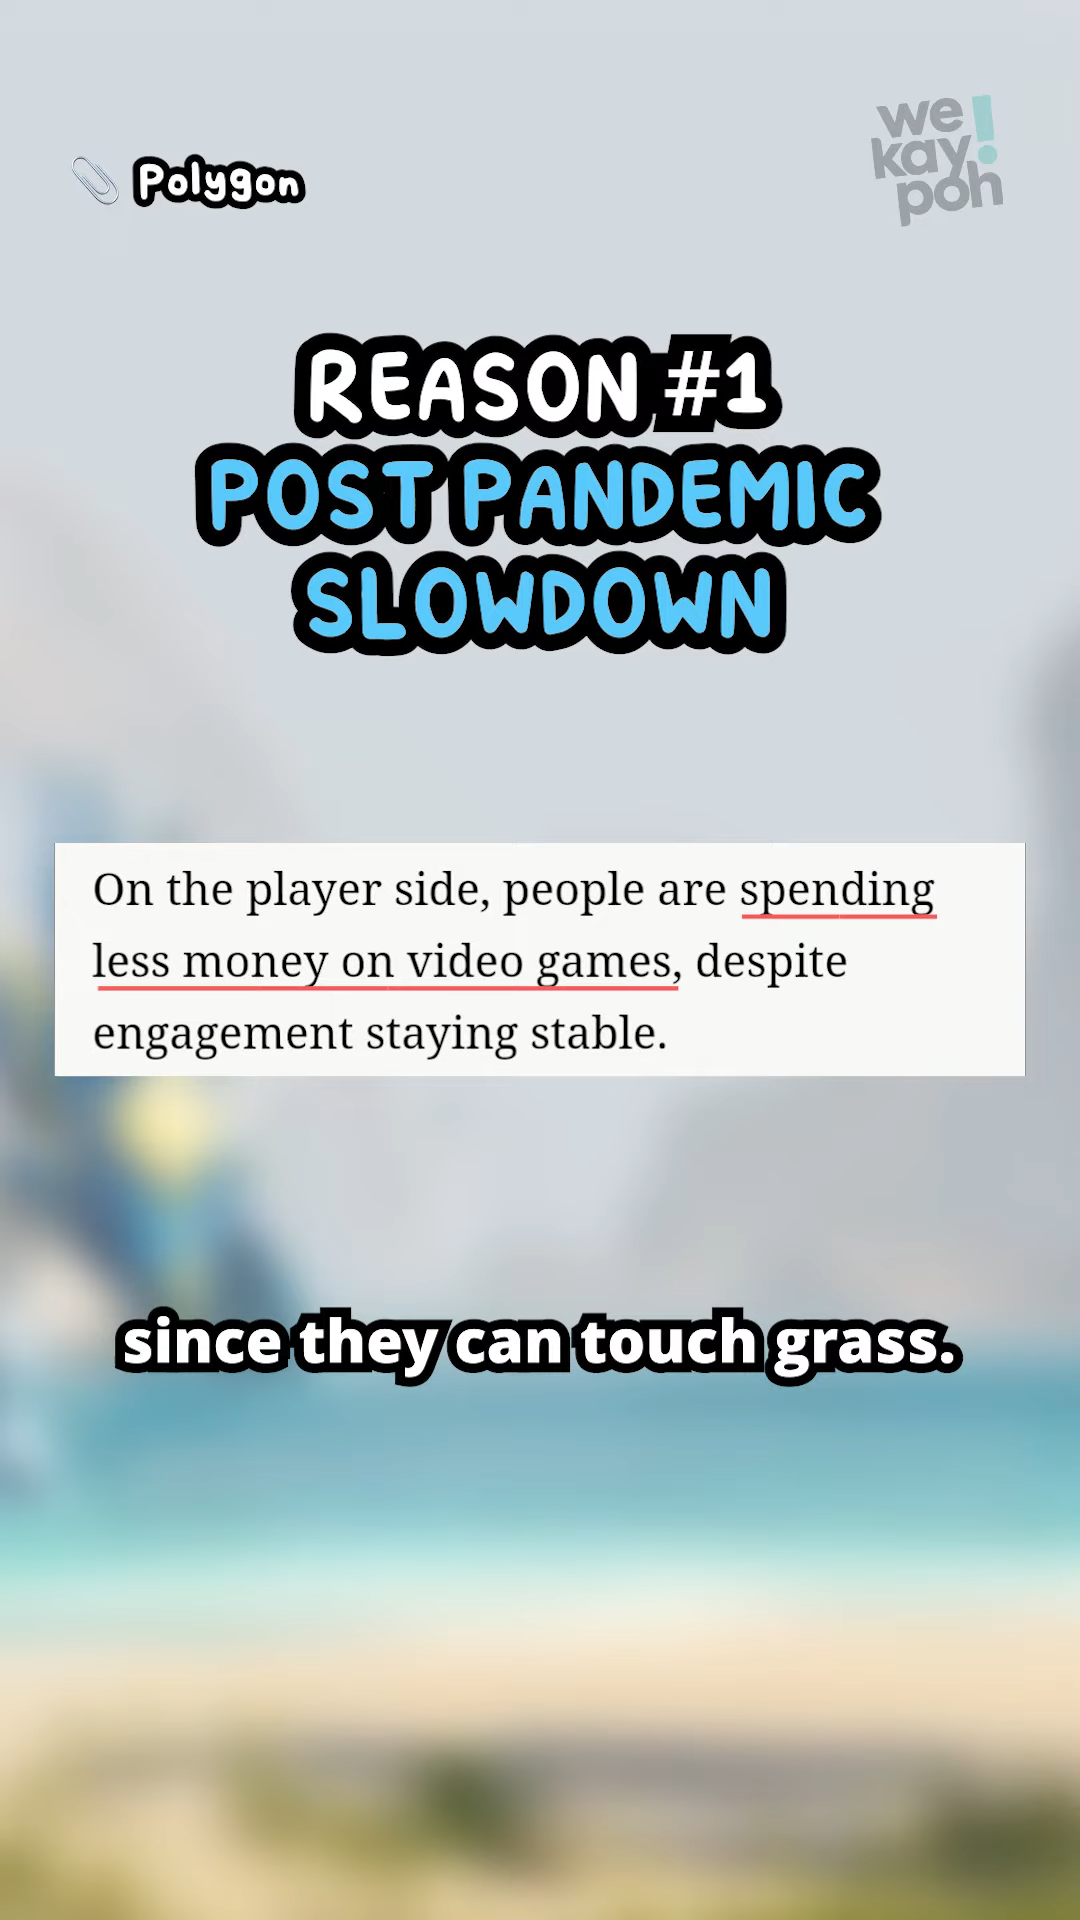 Polygon
we
kay!
poh
REASON #1
POST PANDEMIC
SLOWDOWN
On the player side, people are spending
less money on video games, despite
engagement staying stable.
since they can touch grass.